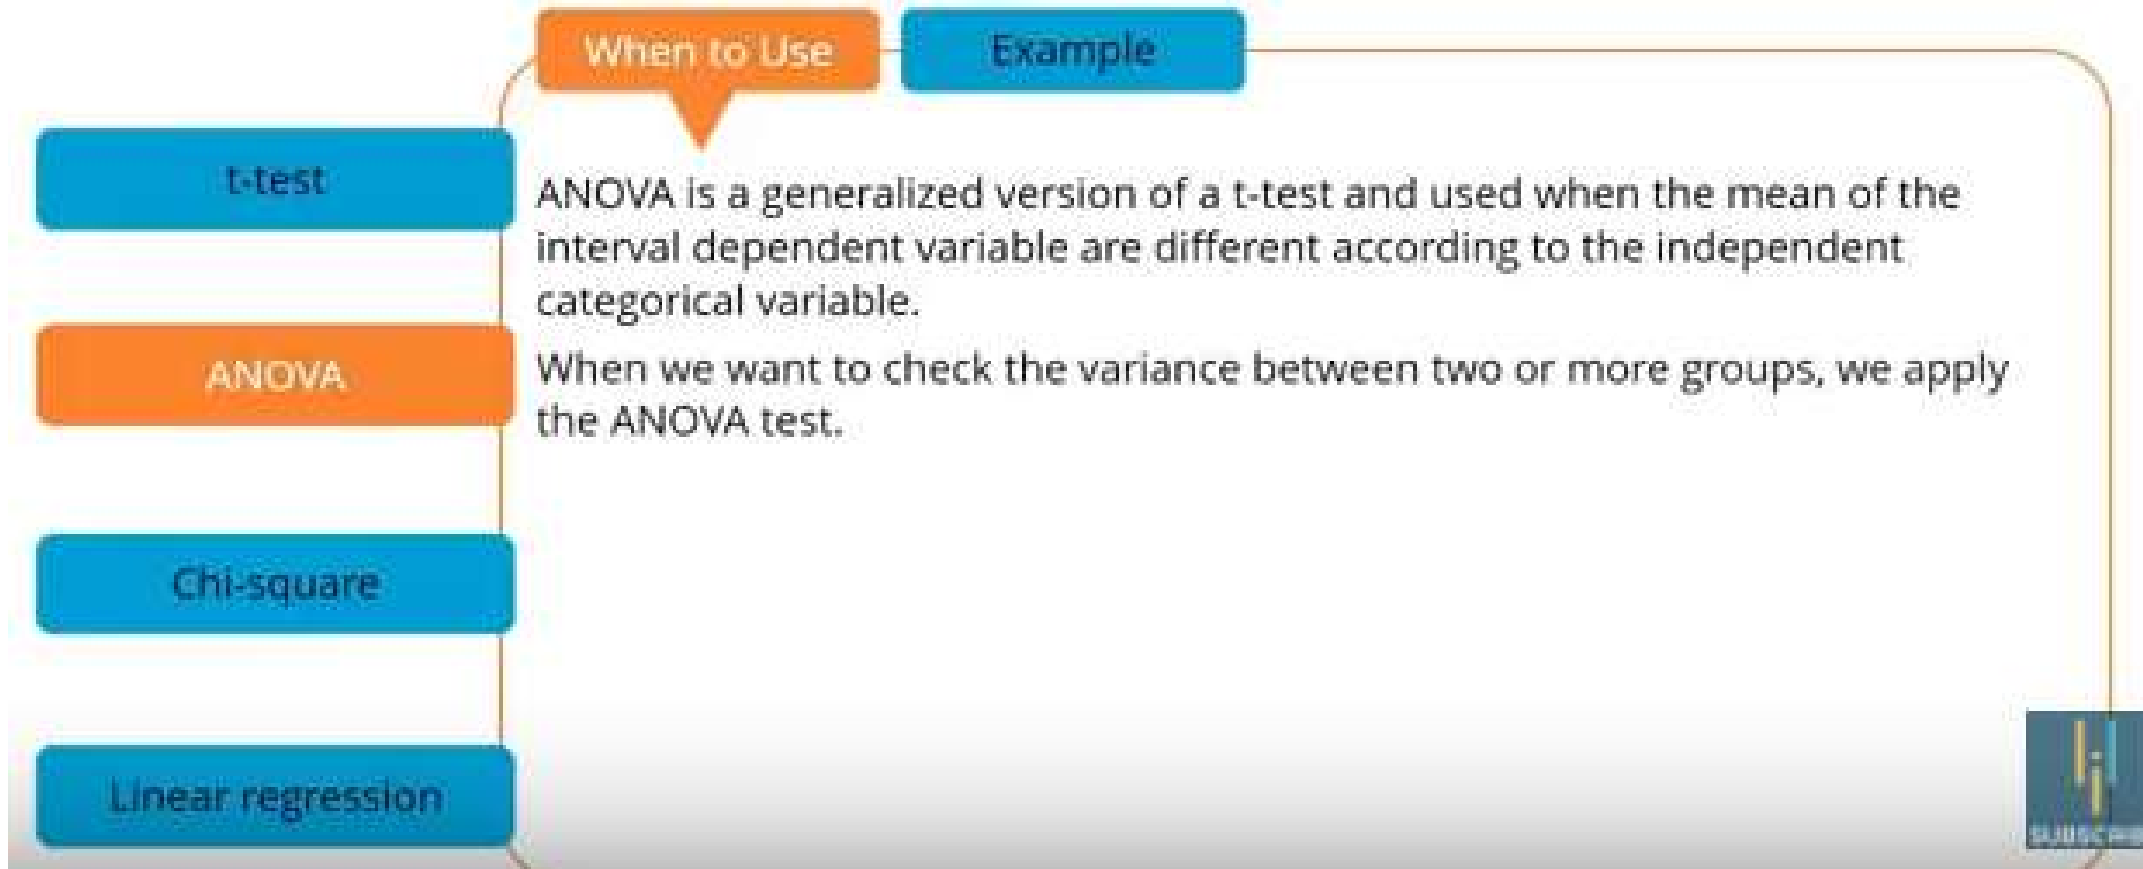 When to Use
Example
t-test
ANOVA is a generalized version of a t-test and used when the mean of the
interval dependent variable are different according to the independent
categorical variable.
ANOVA
When we want to check the variance between two or more groups, we apply
the ANOVA test.
Chi-square
Linear regression